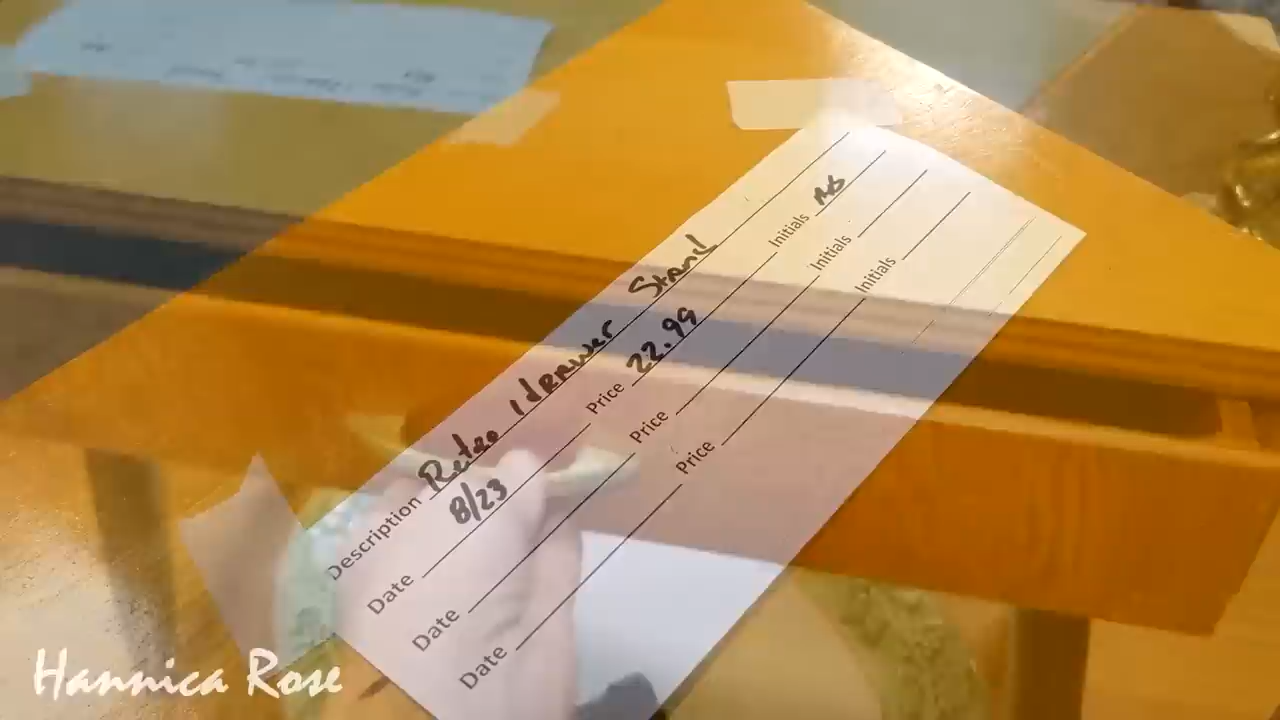 Description Retro 1 drawer Stand
Date 8/23 Price 22.99 Initials MS
Date Price Initials
Date Price Initials
Hannica Rose